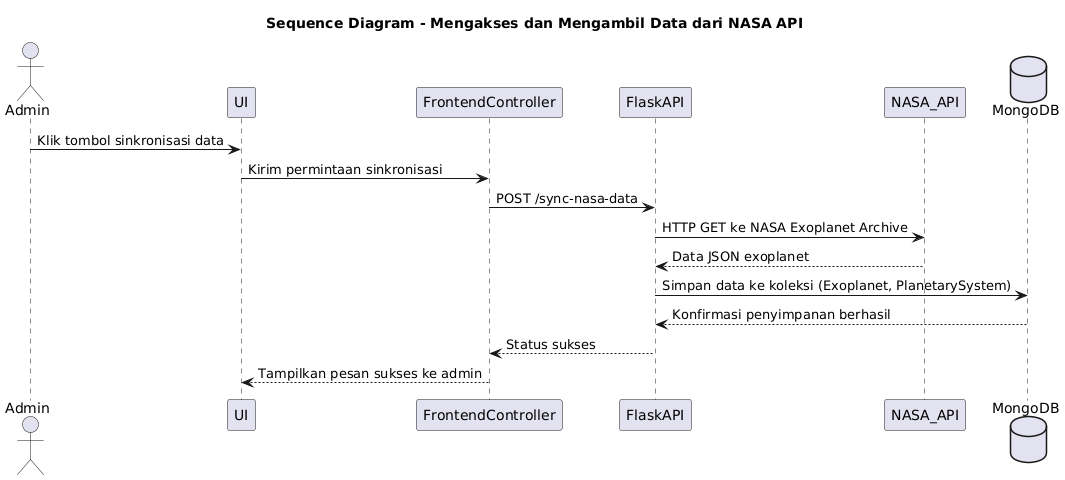 Sequence Diagram - Mengakses dan Mengambil Data dari NASA API
Admin
UI
FrontendController
FlaskAPI
NASA_API
MongoDB
Klik tombol sinkronisasi data
Kirim permintaan sinkronisasi
POST /sync-nasa-data
HTTP GET ke NASA Exoplanet Archive
Data JSON exoplanet
Simpan data ke koleksi (Exoplanet, PlanetarySystem)
Konfirmasi penyimpanan berhasil
Status sukses
Tampilkan pesan sukses ke admin
Admin
UI
FrontendController
FlaskAPI
NASA_API
MongoDB